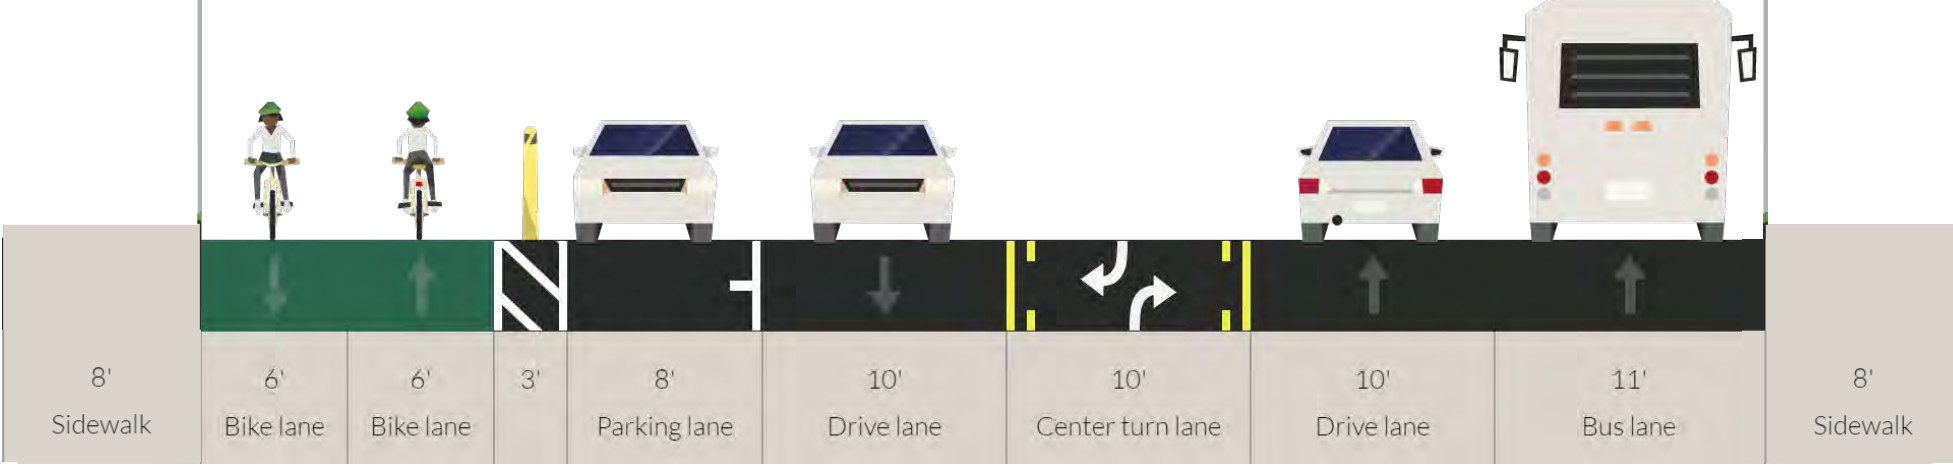 8' 6' 6' 3' 8' 10' 10' 10' 11' 8'
Sidewalk Bike lane Bike lane Parking lane Drive lane Center turn lane Drive lane Bus lane Sidewalk